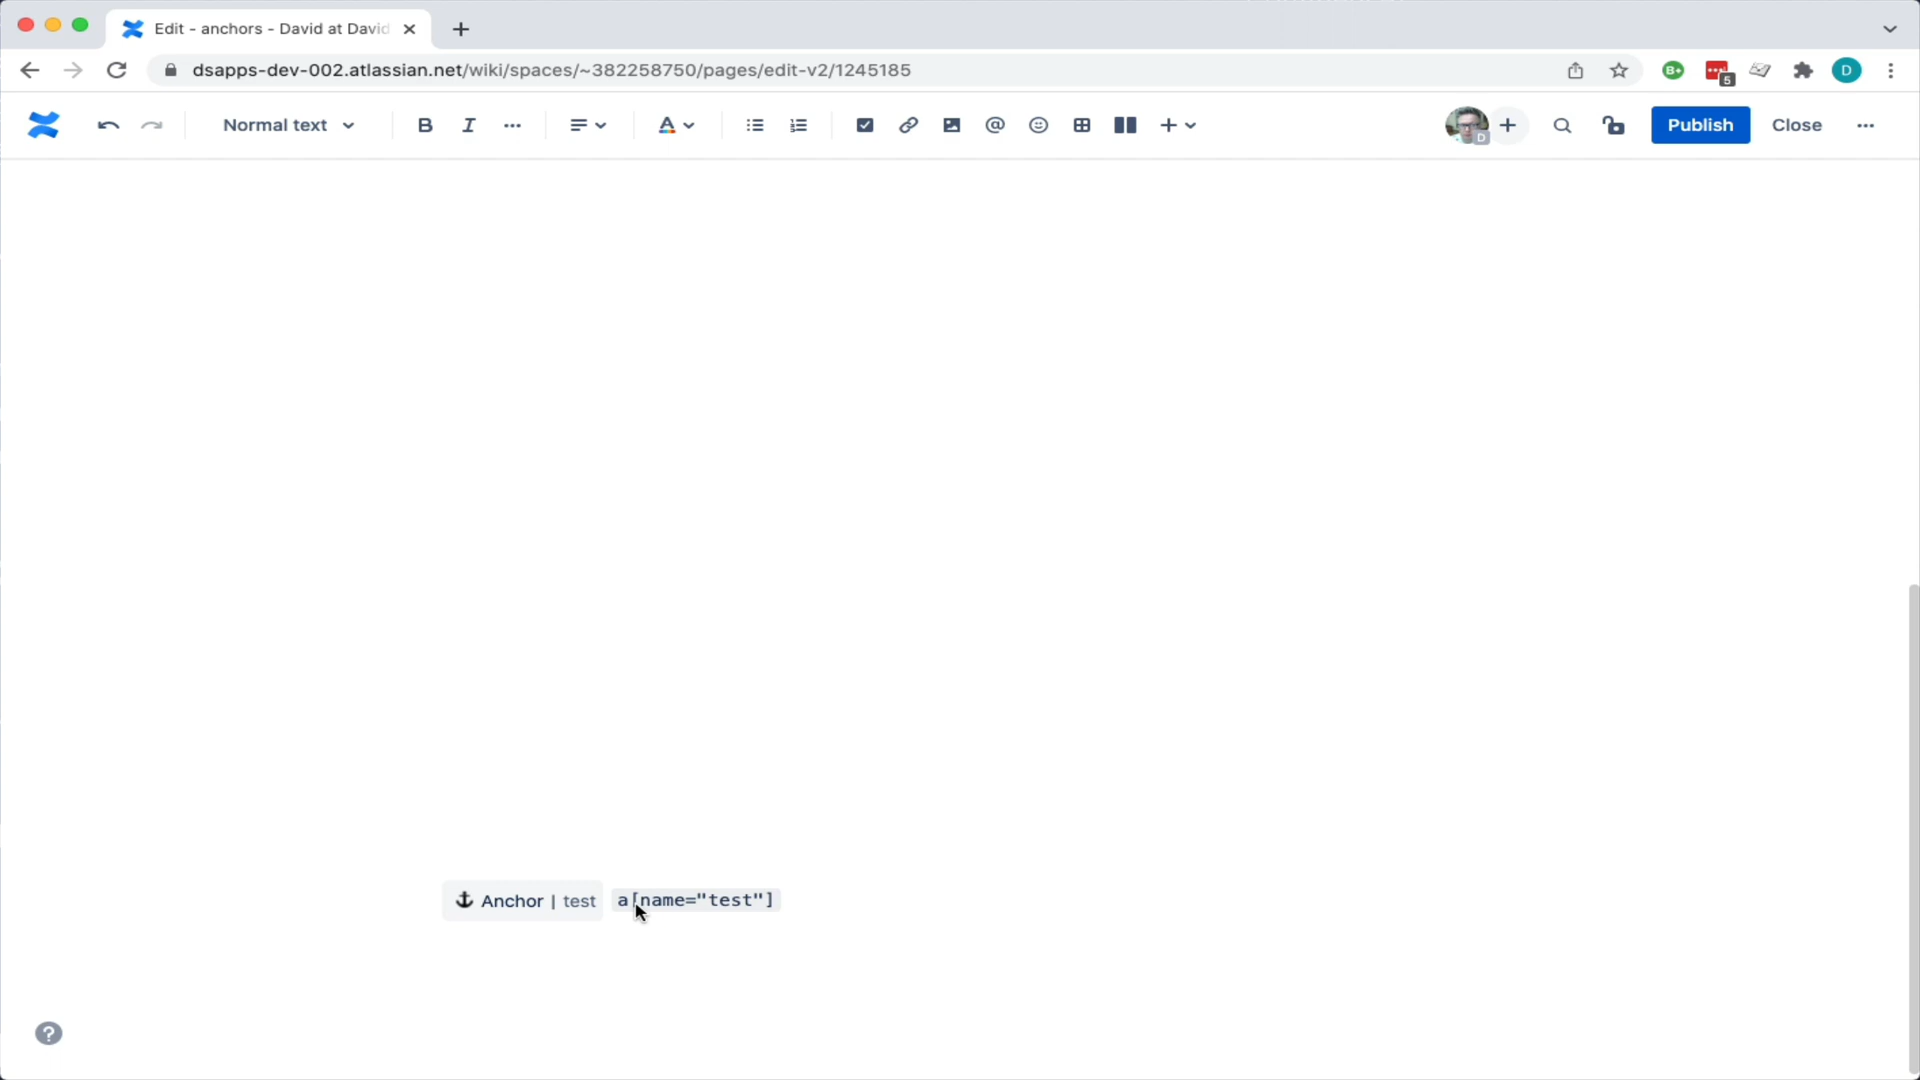 Edit - anchors - David at David
dsapps-dev-002.atlassian.net/wiki/spaces/~382258750/pages/edit-v2/1245185
B+
5
D
Normal text
B I A @
D
Publish
Close
Anchor | test a[name="test"]
?